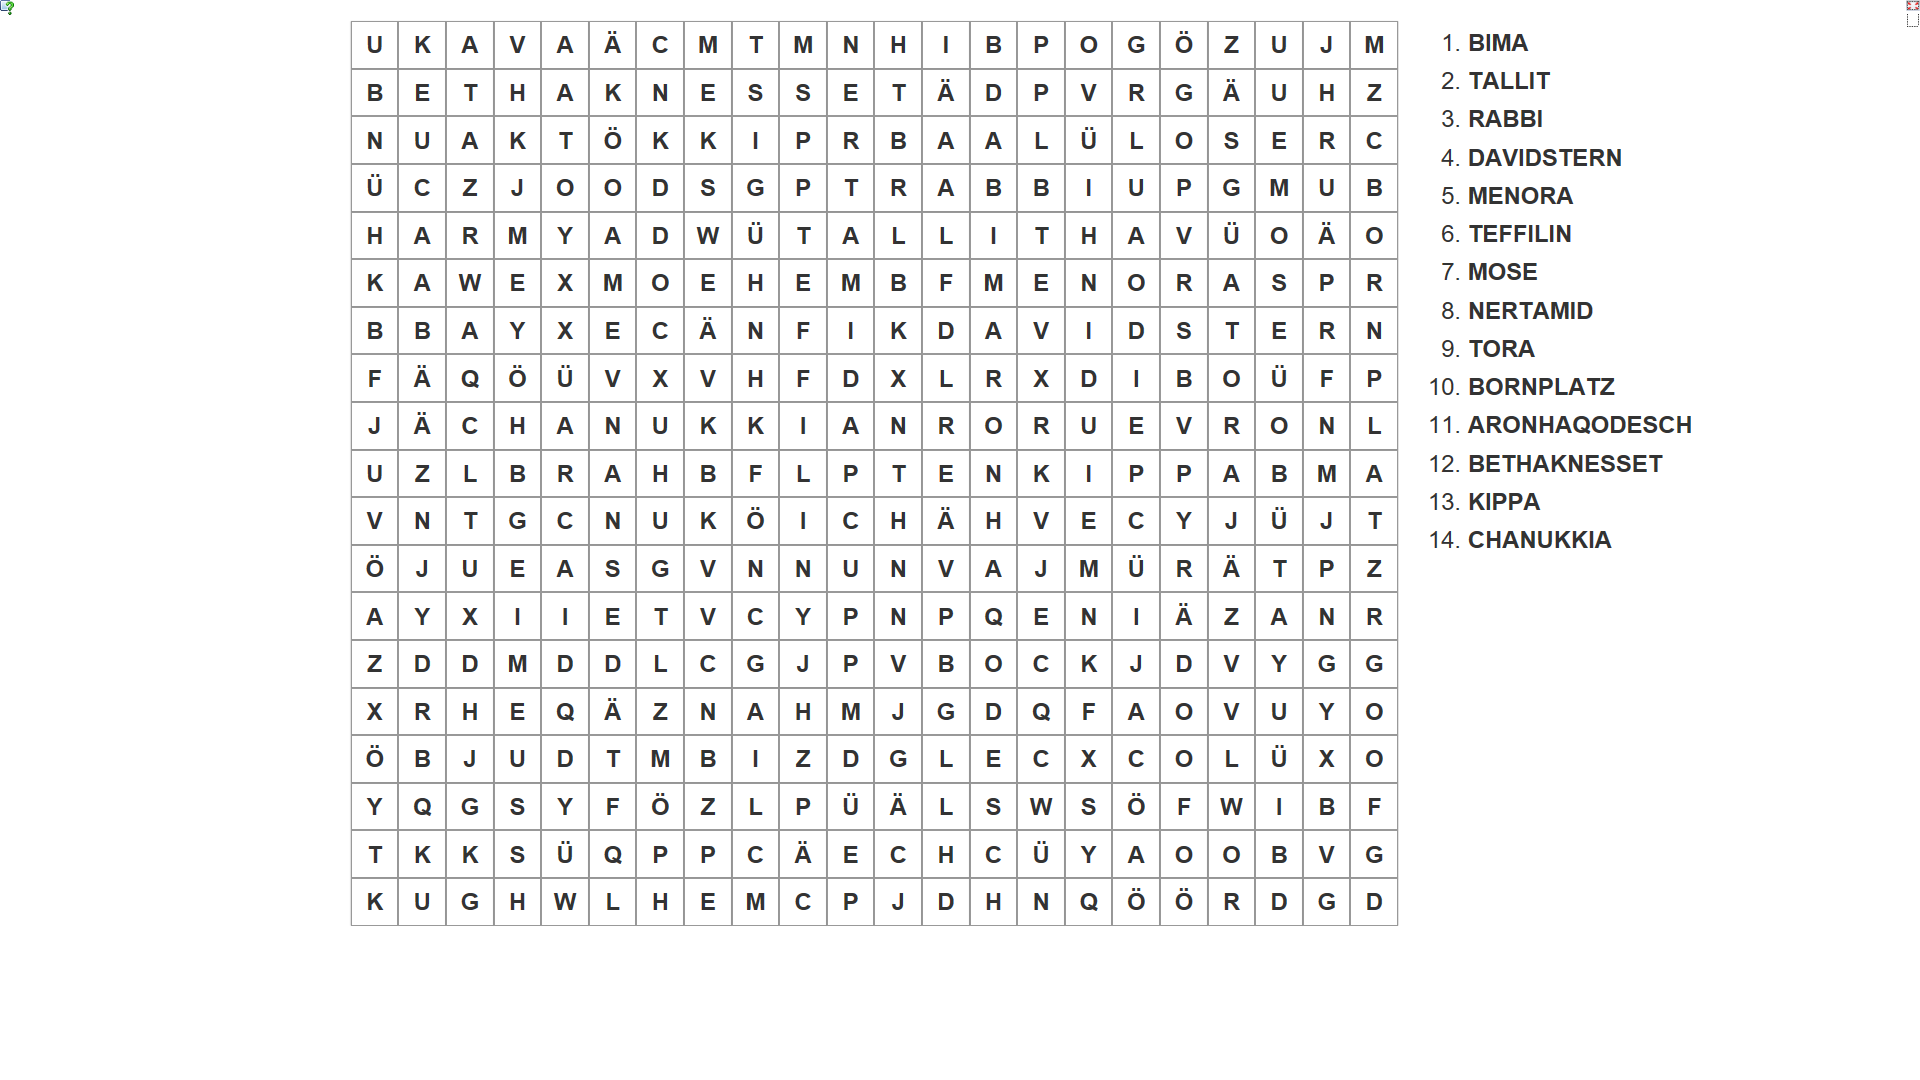 U K A V A Ä C M T M N H I B P O G Ö Z U J M
B E T H A K N E S S E T Ä D P V R G Ä U H Z
N U A K T Ö K K I P R B A A L Ü L O S E R C
Ü C Z J O O D S G P T R A B B I U P G M U B
H A R M Y A D W Ü T A L L I T H A V Ü O Ä O
K A W E X M O E H E M B F M E N O R A S P R
B B A Y X E C Ä N F I K D A V I D S T E R N
F Ä Q Ö Ü V X V H F D X L R X D I B O Ü F P
J Ä C H A N U K K I A N R O R U E V R O N L
U Z L B R A H B F L P T E N K I P P A B M A
V N T G C N U K Ö I C H Ä H V E C Y J Ü J T
Ö J U E A S G V N N U N V A J M Ü R Ä T P Z
A Y X I I E T V C Y P N P Q E N I Ä Z A N R
Z D D M D D L C G J P V B O C K J D V Y G G
X R H E Q Ä Z N A H M J G D Q F A O V U Y O
Ö B J U D T M B I Z D G L E C X C O L Ü X O
Y Q G S Y F Ö Z L P Ü Ä L S W S Ö F W I B F
T K K S Ü Q P P C Ä E C H C Ü Y A O O B V G
K U G H W L H E M C P J D H N Q Ö Ö R D G D
1. BIMA
2. TALLIT
3. RABBI
4. DAVIDSTERN
5. MENORA
6. TEFFILIN
7. MOSE
8. NERTAMID
9. TORA
10. BORNPLATZ
11. ARONHAQODESCH
12. BETHAKNESSET
13. KIPPA
14. CHANUKKIA